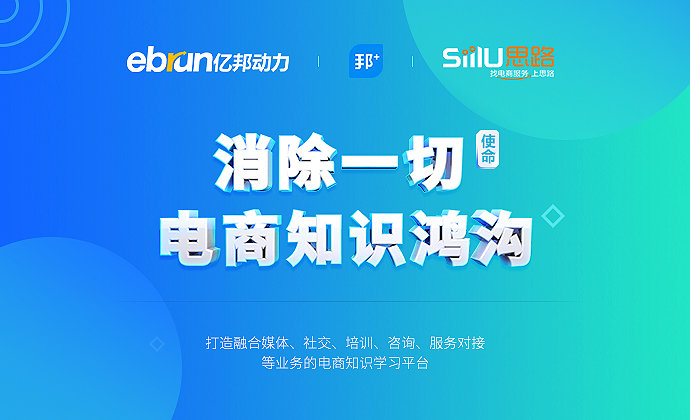 ebrun亿邦动力 邦+ SiilU思路
找电商服务 上思路
消除一切 使命
电商知识鸿沟
打造融合媒体、社交、培训、咨询、服务对接
等业务的电商知识学习平台